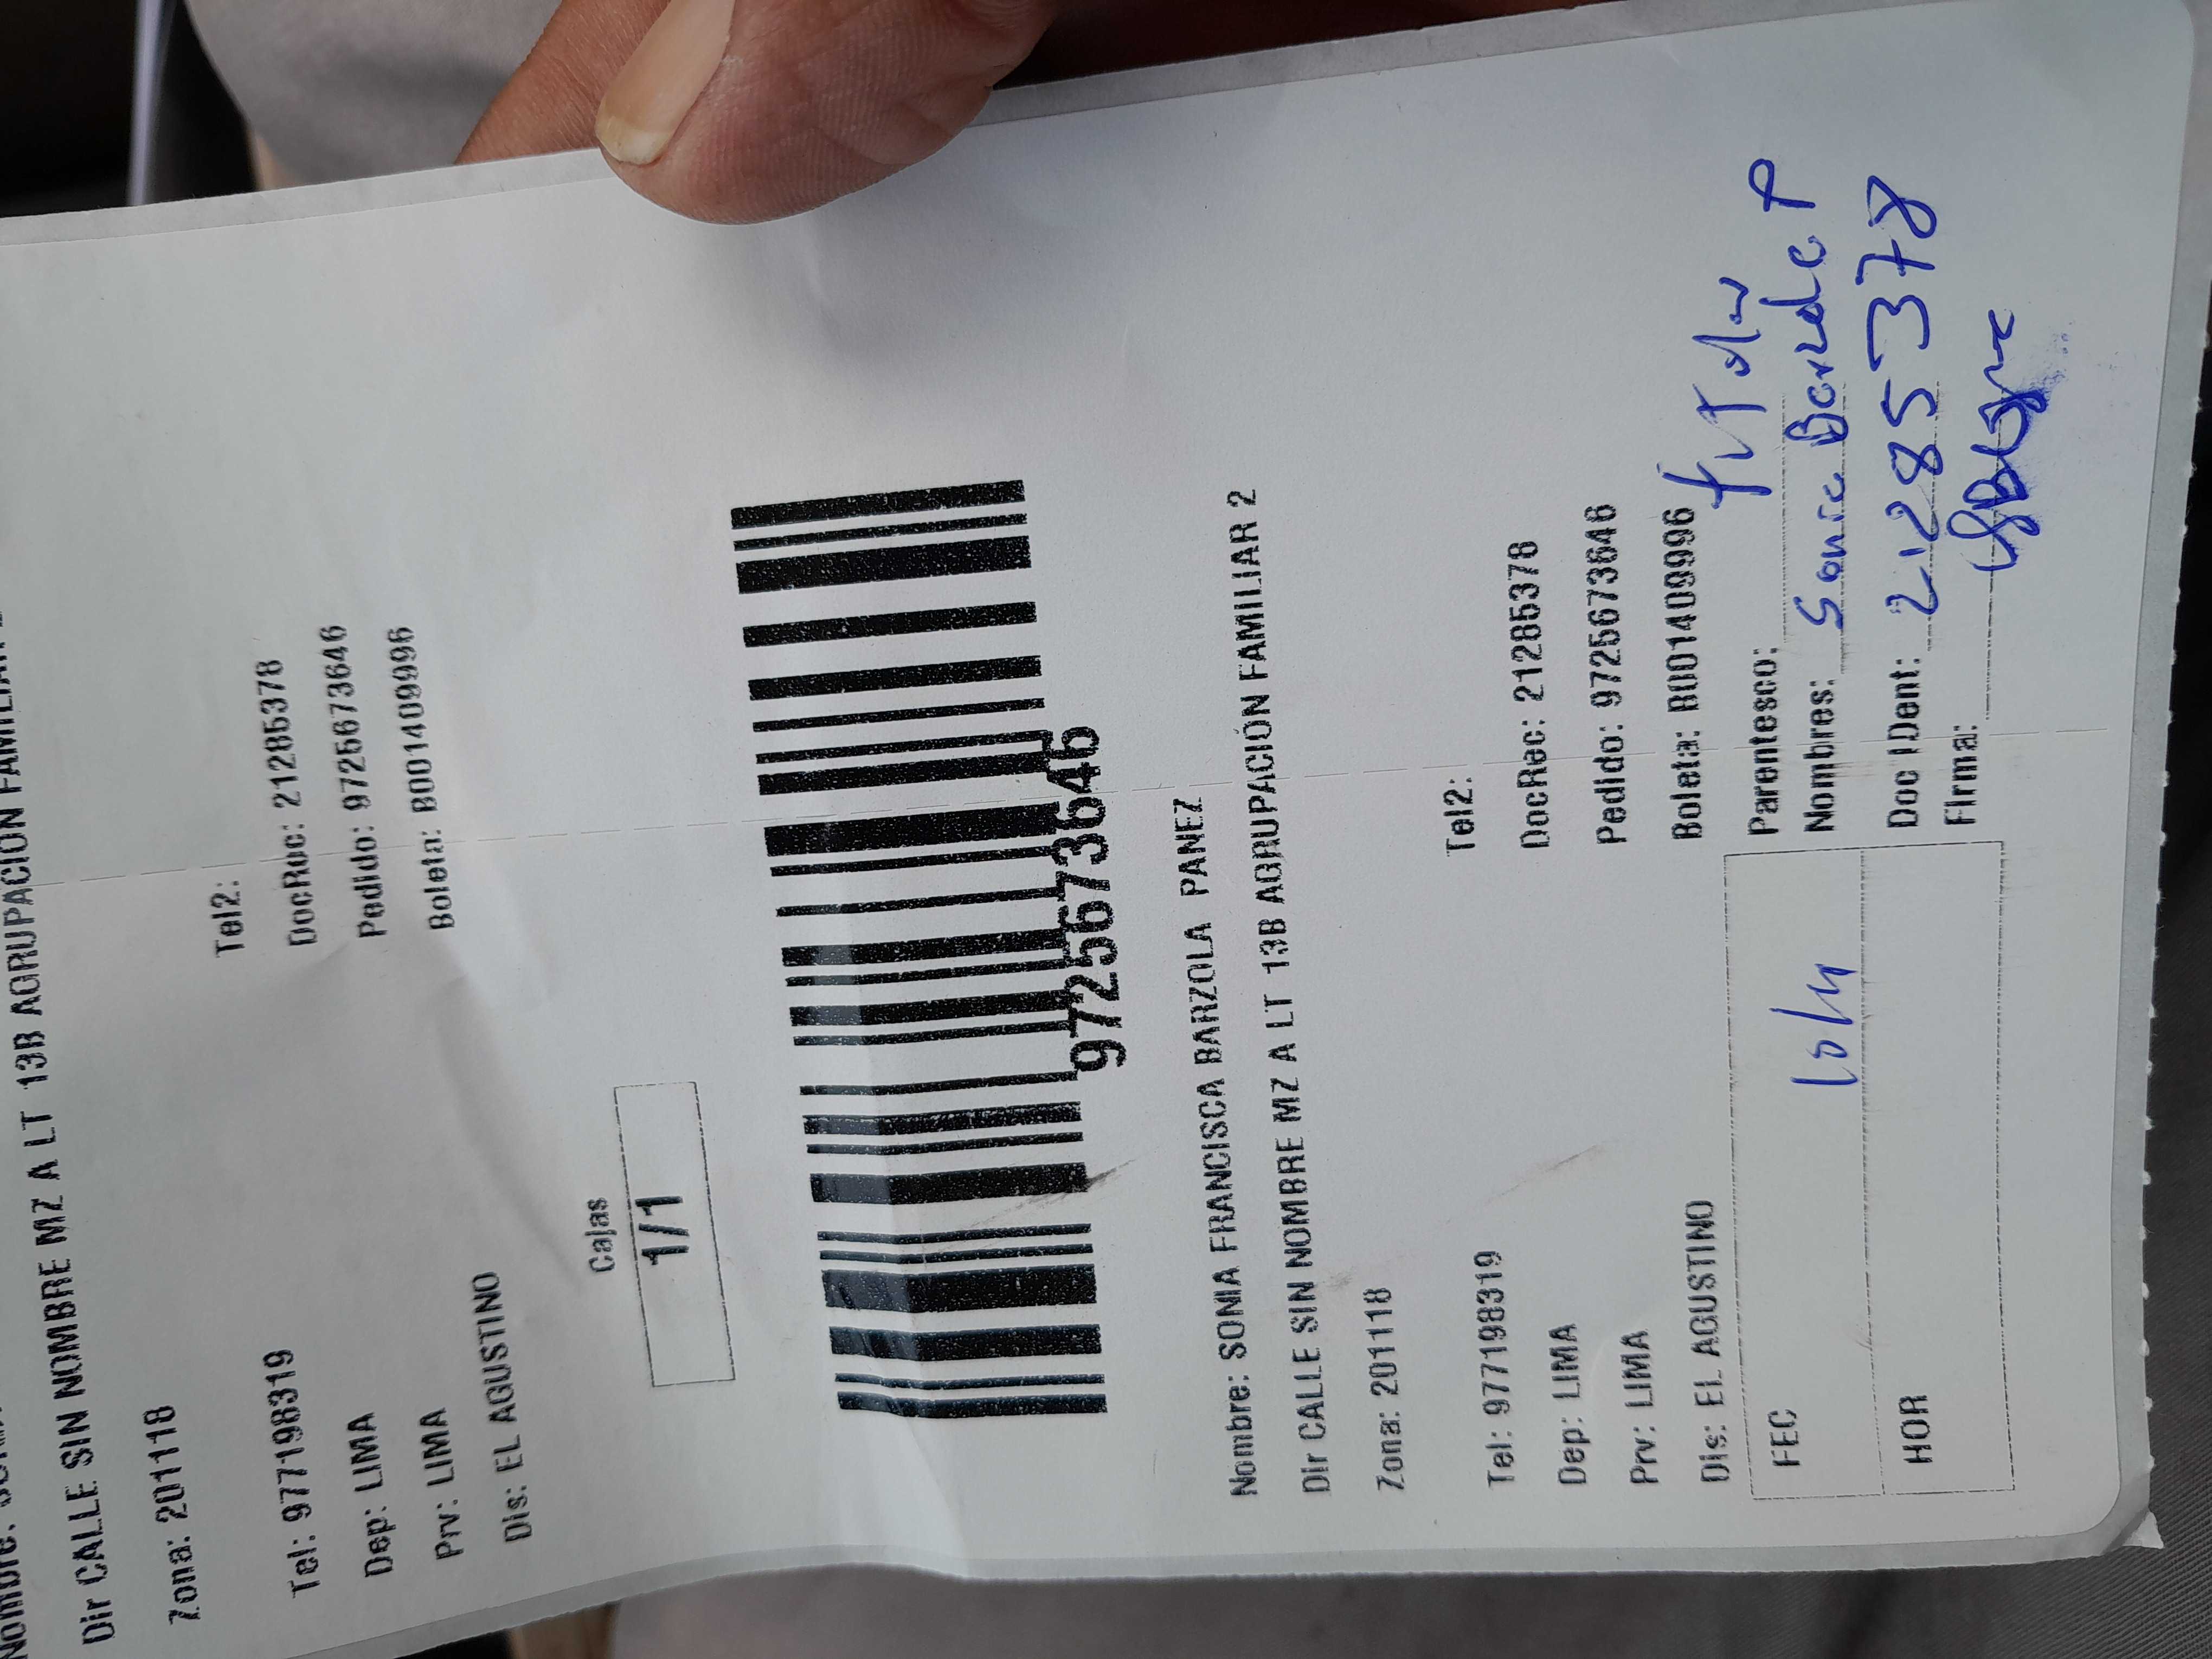 Dir CALLE SIN NOMBRE MZ A LT 13B AGRUPACIÓN FAMILIAR
Zona: 201118
Tel2:
Tel: 977198319
DocRec: 21285378
Dep: LIMA
Pedido: 9725673646
Prv: LIMA
Boleta: B001409996
Dis: EL AGUSTINO
Cajas
1/1
9725673646
Nombre: SONIA FRANCISCA BARZOLA PANEZ
Dir CALLE SIN NOMBRE MZ A LT 13B AGRUPACIÓN FAMILIAR 2
Zona: 201118
Tel2:
Tel: 977198319
DocRec: 21285378
Dep: LIMA
Pedido: 9725673646
Prv: LIMA
Boleta: B001409996
Dis: EL AGUSTINO
FEC
Parentesco:
Nombres: Sonia Barzola P
HOR
Doc IDent: 21285378
Firma: